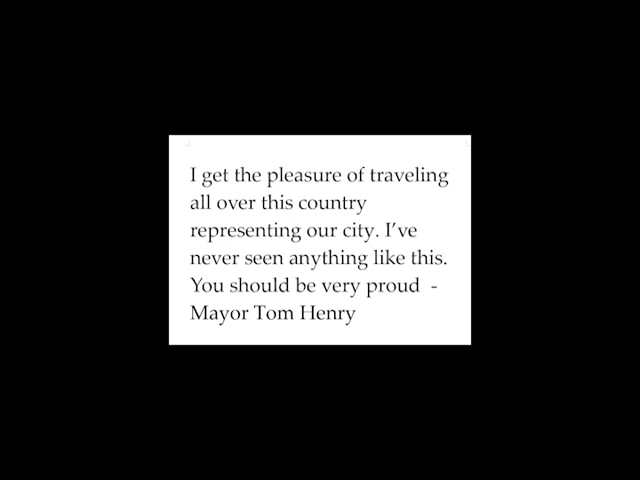 I get the pleasure of traveling
all over this country
representing our city. I’ve
never seen anything like this.
You should be very proud  -
Mayor Tom Henry